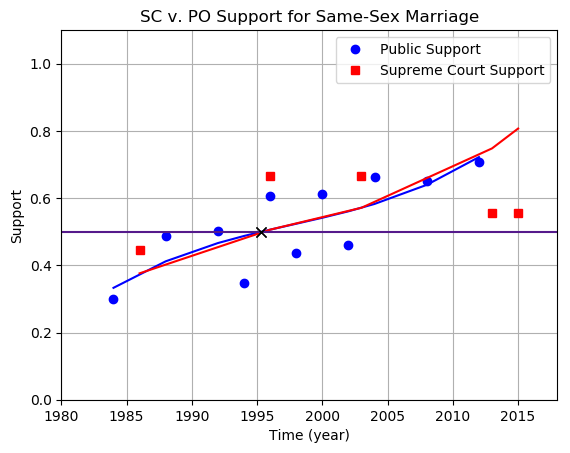 SC v. PO Support for Same-Sex Marriage
Public Support
Supreme Court Support
Support
1.0
0.8
0.6
0.4
0.2
0.0
1980 1985 1990 1995 2000 2005 2010 2015
Time (year)